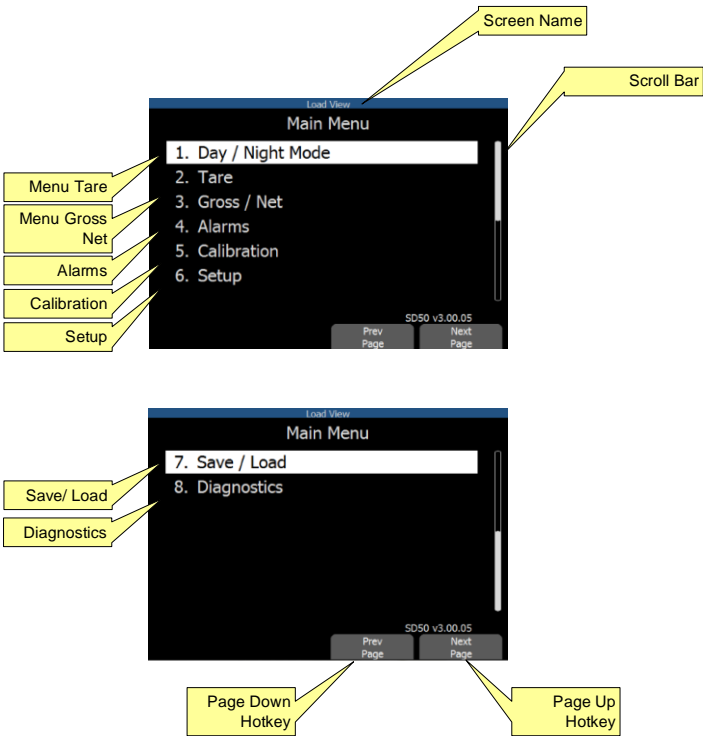 Screen Name
Scroll Bar
Load View
Main Menu
1. Day / Night Mode
2. Tare
3. Gross / Net
4. Alarms
5. Calibration
6. Setup
Menu Tare
Menu Gross
Net
Alarms
Calibration
Setup
SD50 v3.00.05
Prev
Page
Next
Page
Load View
Main Menu
7. Save / Load
8. Diagnostics
Save/ Load
Diagnostics
SD50 v3.00.05
Prev
Page
Next
Page
Page Down
Hotkey
Page Up
Hotkey